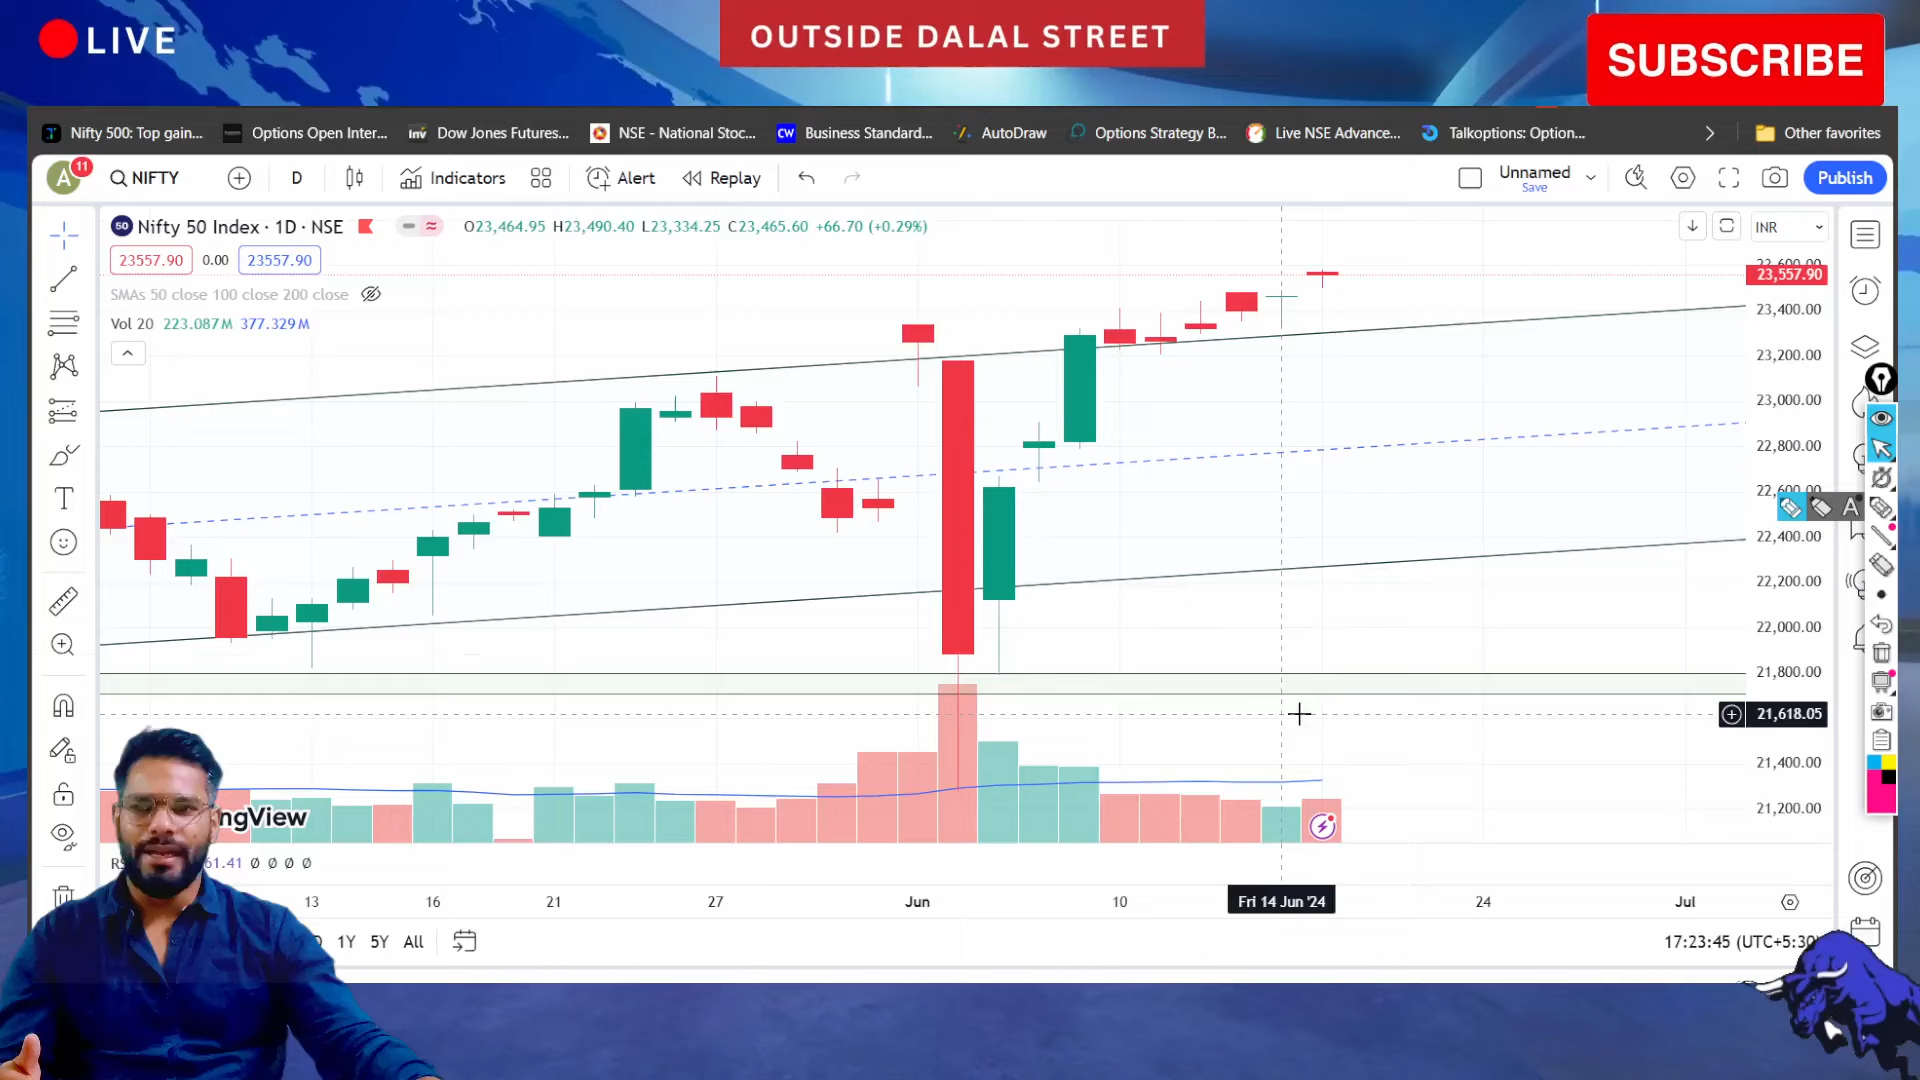 LIVE
OUTSIDE DALAL STREET
SUBSCRIBE
Nifty 500: Top gain...
Options Open Inter...
inv Dow Jones Futures...
NSE - National Stoc...
CW Business Standard...
AutoDraw
Options Strategy B...
Live NSE Advance...
Talkoptions: Option...
Other favorites
A 11
NIFTY
D
Indicators
Alert
Replay
Unnamed
Save
Publish
50 Nifty 50 Index · 1D · NSE
O23,464.95 H23,490.40 L23,334.25 C23,465.60 +66.70 (+0.29%)
INR
23557.90 0.00 23557.90
SMAs 50 close 100 close 200 close
Vol 20 223.087M 377.329M
23,557.90
23,400.00
23,200.00
23,000.00
22,800.00
22,400.00
22,200.00
22,000.00
21,800.00
21,618.05
21,400.00
21,200.00
A
ngView
61.41 Ø Ø Ø Ø
13
16
21
27
Jun
10
Fri 14 Jun '24
24
Jul
1Y 5Y All
17:23:45 (UTC+5:30)